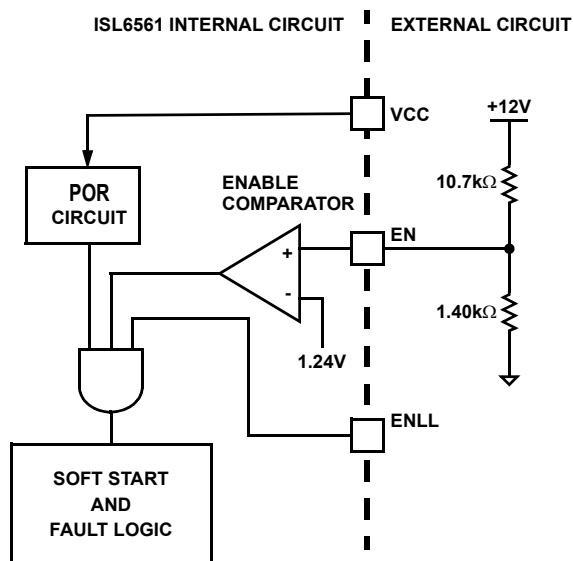 ISL6561 INTERNAL CIRCUIT
EXTERNAL CIRCUIT
VCC
+12V
POR
CIRCUIT
ENABLE
COMPARATOR
10.7kΩ
+
EN
-
1.40kΩ
1.24V
ENLL
SOFT START
AND
FAULT LOGIC